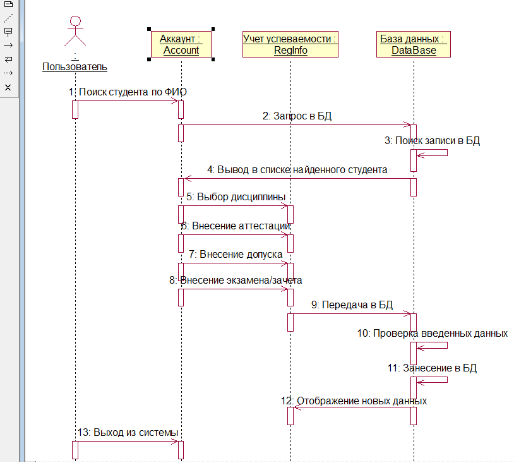 Аккаунт :
Account
Учет успеваемости :
RegInfo
База данных :
DataBase
:
Пользователь
1: Поиск студента по ФИО
2: Запрос в БД
3: Поиск записи в БД
4: Вывод в списке найденного студента
5: Выбор дисциплины
6: Внесение аттестации
7: Внесение допуска
8: Внесение экзамена/зачета
9: Передача в БД
10: Проверка введенных данных
11: Занесение в БД
12: Отображение новых данных
13: Выход из системы